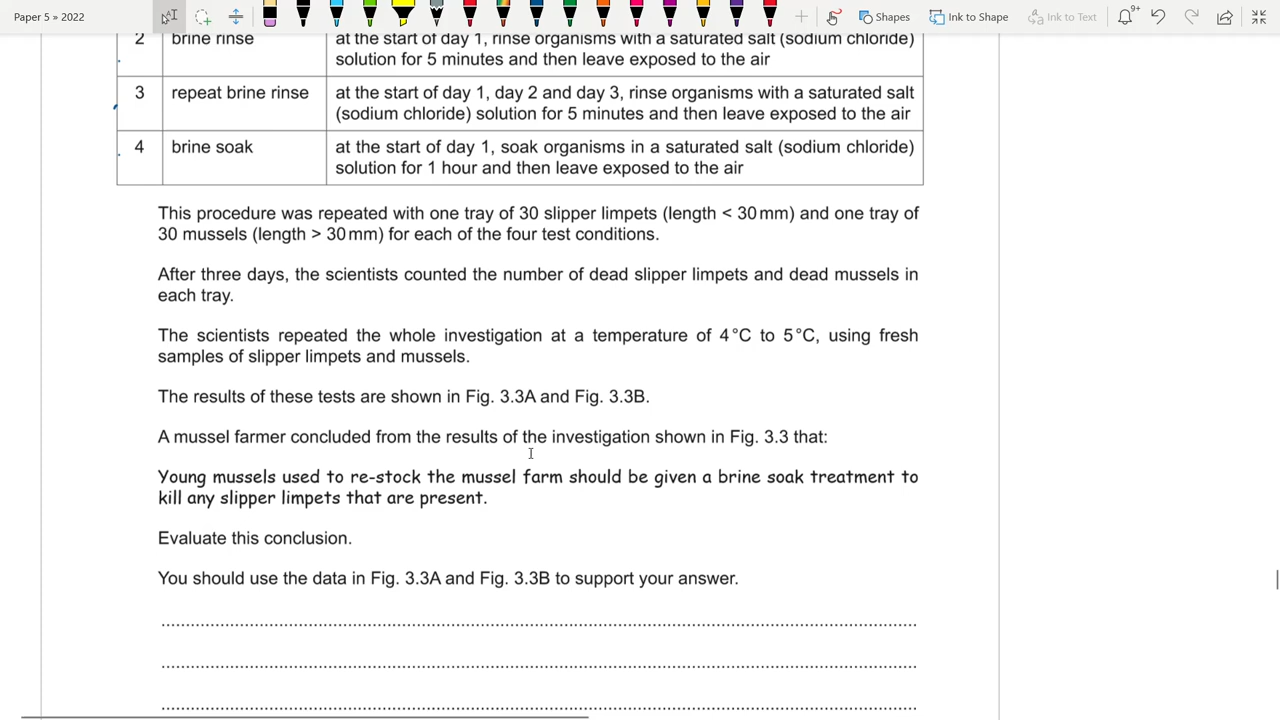 Paper 5 » 2022
Shapes
Ink to Shape
Ink to Text
9+
2 brine rinse at the start of day 1, rinse organisms with a saturated salt (sodium chloride)
solution for 5 minutes and then leave exposed to the air
3 repeat brine rinse at the start of day 1, day 2 and day 3, rinse organisms with a saturated salt
(sodium chloride) solution for 5 minutes and then leave exposed to the air
4 brine soak at the start of day 1, soak organisms in a saturated salt (sodium chloride)
solution for 1 hour and then leave exposed to the air
This procedure was repeated with one tray of 30 slipper limpets (length < 30 mm) and one tray of
30 mussels (length > 30 mm) for each of the four test conditions.
After three days, the scientists counted the number of dead slipper limpets and dead mussels in
each tray.
The scientists repeated the whole investigation at a temperature of 4 °C to 5 °C, using fresh
samples of slipper limpets and mussels.
The results of these tests are shown in Fig. 3.3A and Fig. 3.3B.
A mussel farmer concluded from the results of the investigation shown in Fig. 3.3 that:
Young mussels used to re-stock the mussel farm should be given a brine soak treatment to
kill any slipper limpets that are present.
Evaluate this conclusion.
You should use the data in Fig. 3.3A and Fig. 3.3B to support your answer.